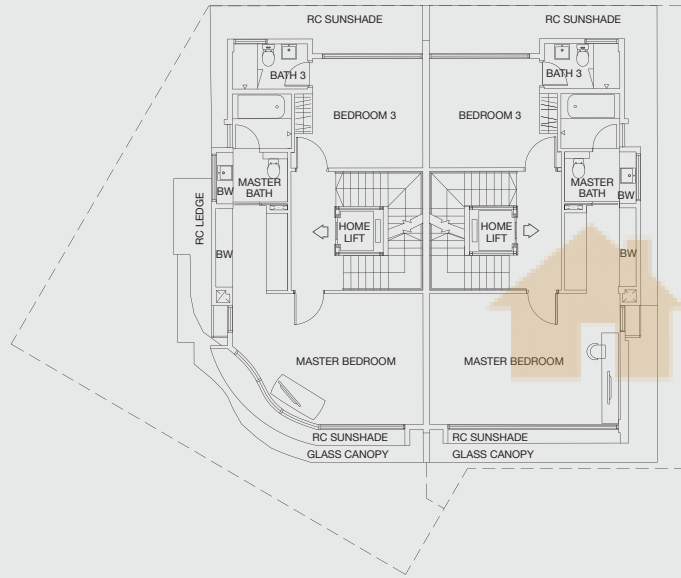 RC SUNSHADE
RC SUNSHADE
BATH 3
BATH 3
BEDROOM 3
BEDROOM 3
MASTER
BATH
MASTER
BATH
BW
BW
RC LEDGE
HOME
LIFT
HOME
LIFT
BW
BW
MASTER BEDROOM
MASTER BEDROOM
RC SUNSHADE
RC SUNSHADE
GLASS CANOPY
GLASS CANOPY